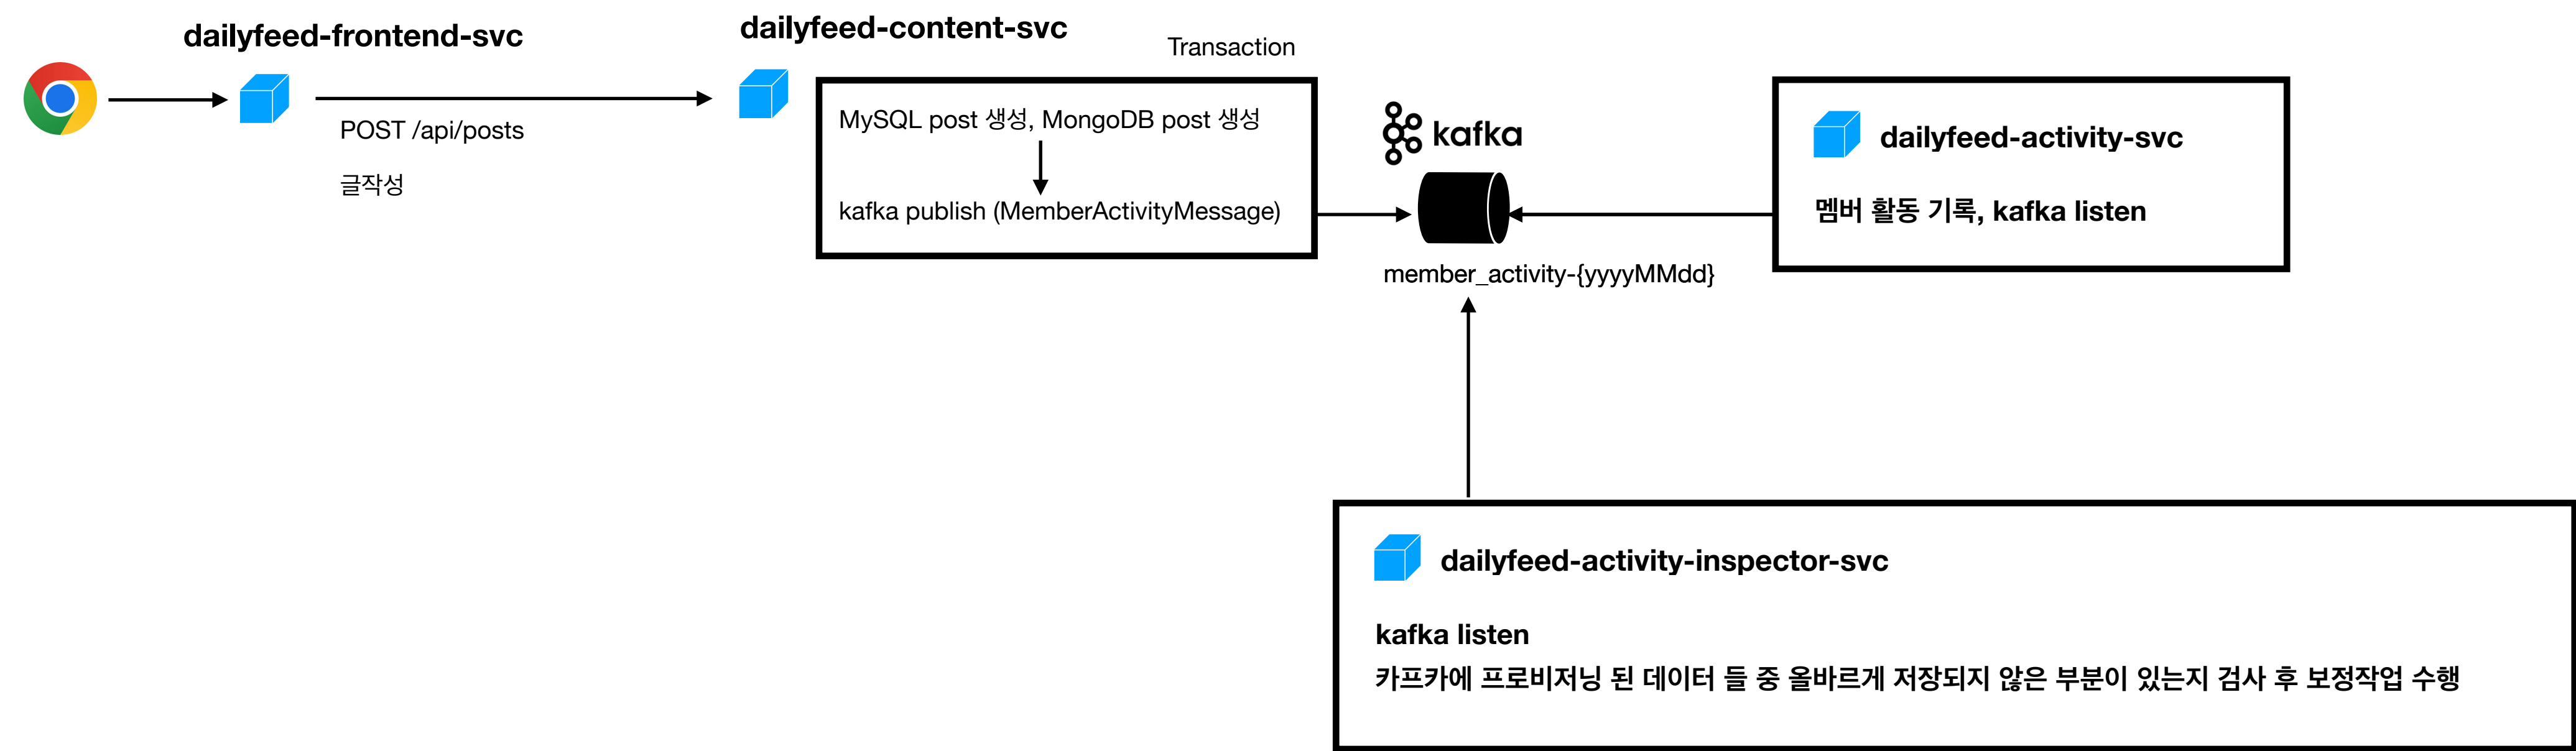 dailyfeed-frontend-svc
POST /api/posts
글작성
dailyfeed-content-svc
Transaction
MySQL post 생성, MongoDB post 생성
kafka publish (MemberActivityMessage)
kafka
member_activity-{yyyyMMdd}
dailyfeed-activity-svc
멤버 활동 기록, kafka listen
dailyfeed-activity-inspector-svc
kafka listen
카프카에 프로비저닝 된 데이터 들 중 올바르게 저장되지 않은 부분이 있는지 검사 후 보정작업 수행